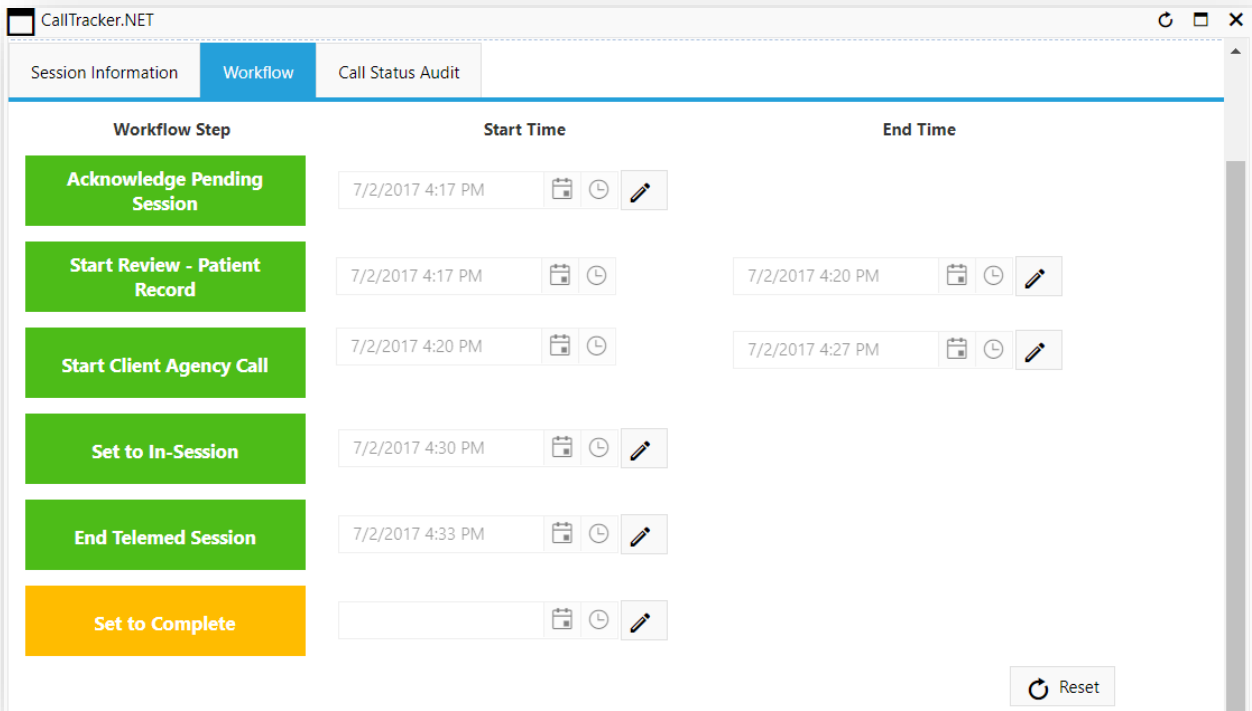 CallTracker.NET
Session Information Workflow Call Status Audit
Workflow Step Start Time End Time
Acknowledge Pending
Session
7/2/2017 4:17 PM
Start Review - Patient
Record
7/2/2017 4:17 PM 7/2/2017 4:20 PM
Start Client Agency Call
7/2/2017 4:20 PM 7/2/2017 4:27 PM
Set to In-Session 7/2/2017 4:30 PM
End Telemed Session 7/2/2017 4:33 PM
Set to Complete
Reset